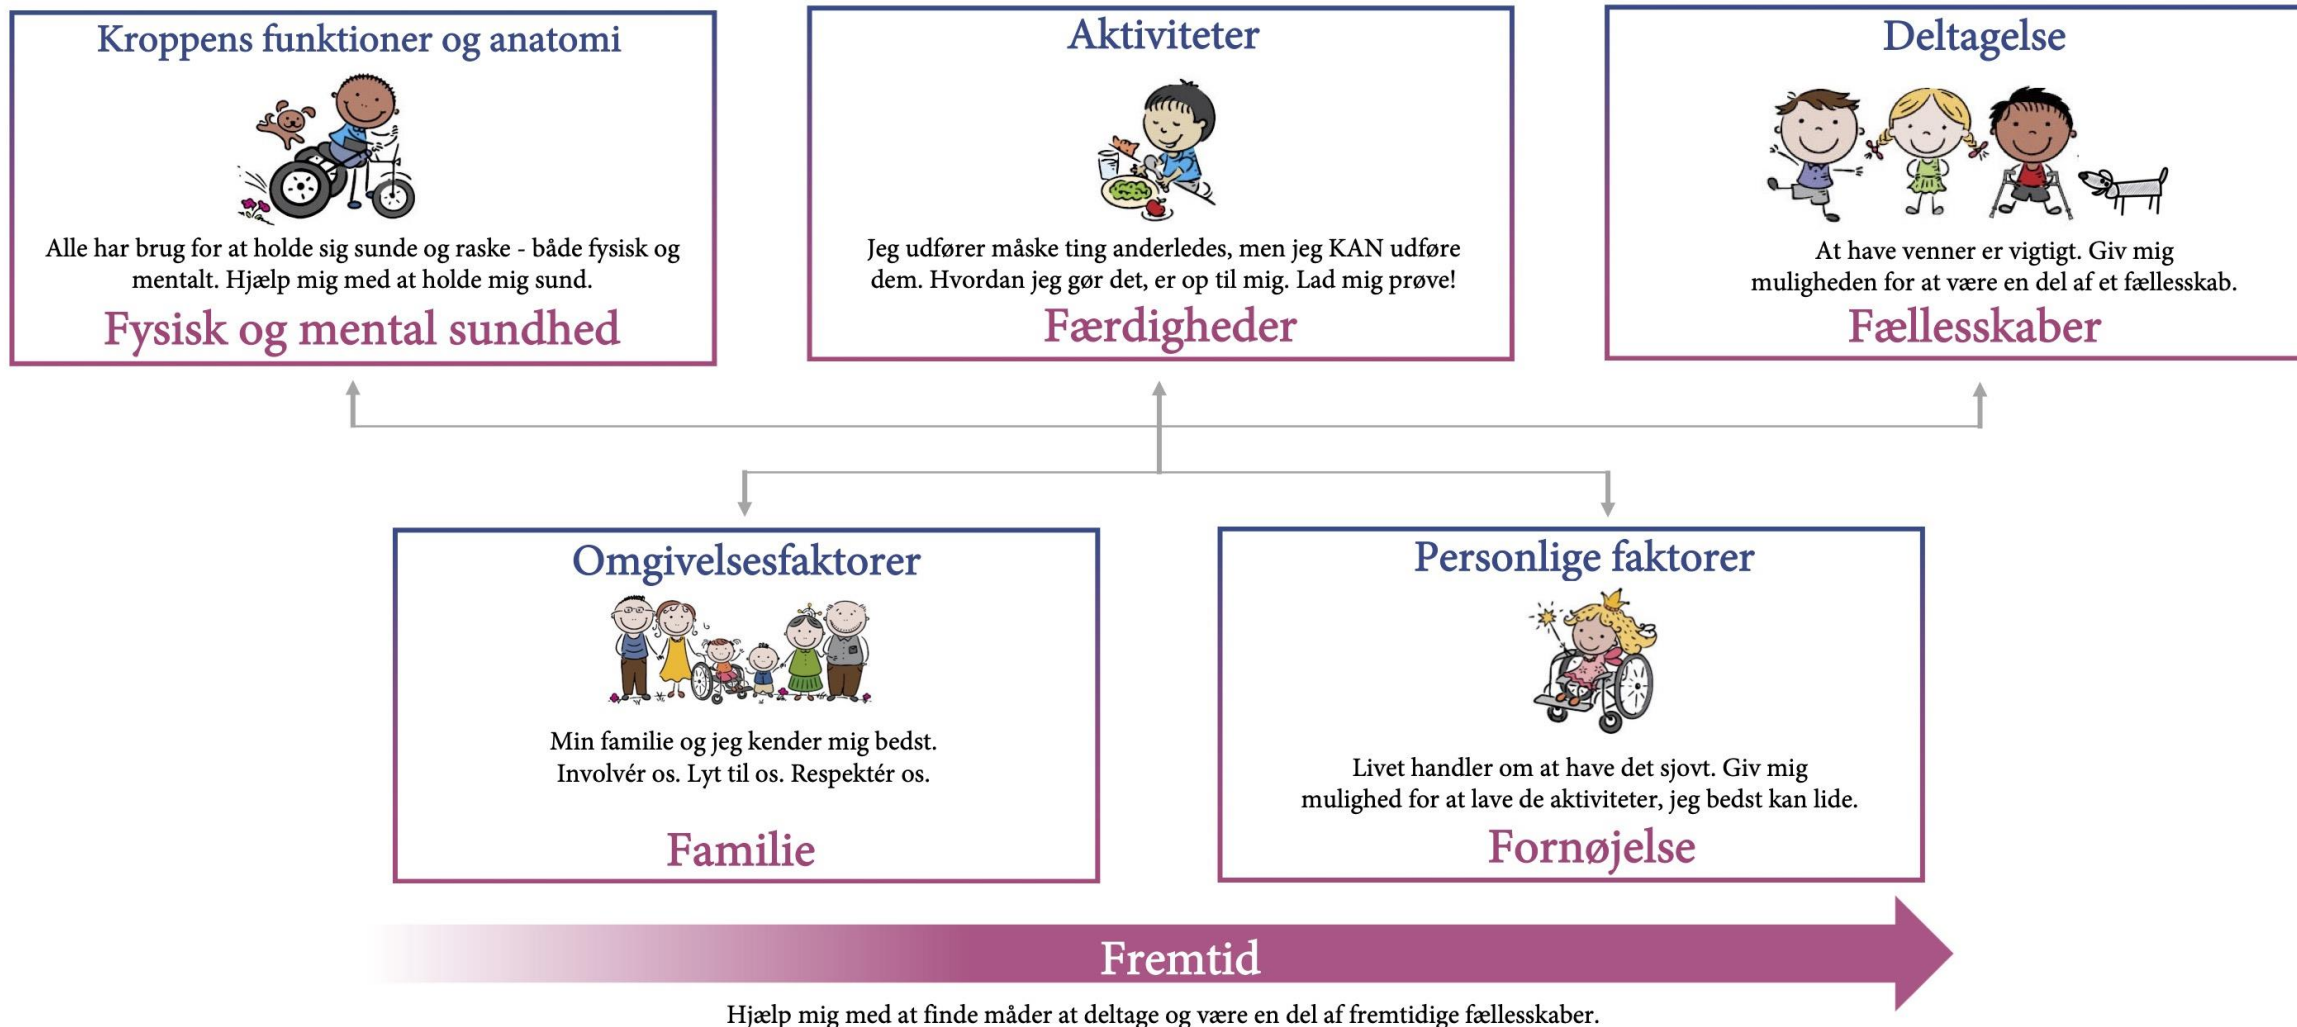 Kroppens funktioner og anatomi
Alle har brug for at holde sig sunde og raske - både fysisk og
mentalt. Hjælp mig med at holde mig sund.
Fysisk og mental sundhed
Aktiviteter
Jeg udfører måske ting anderledes, men jeg KAN udføre
dem. Hvordan jeg gør det, er op til mig. Lad mig prøve!
Færdigheder
Deltagelse
At have venner er vigtigt. Giv mig
muligheden for at være en del af et fællesskab.
Fællesskaber
Omgivelsesfaktorer
Min familie og jeg kender mig bedst.
Involvér os. Lyt til os. Respektér os.
Familie
Personlige faktorer
Livet handler om at have det sjovt. Giv mig
mulighed for at lave de aktiviteter, jeg bedst kan lide.
Fornøjelse
Fremtid
Hjælp mig med at finde måder at deltage og være en del af fremtidige fællesskaber.